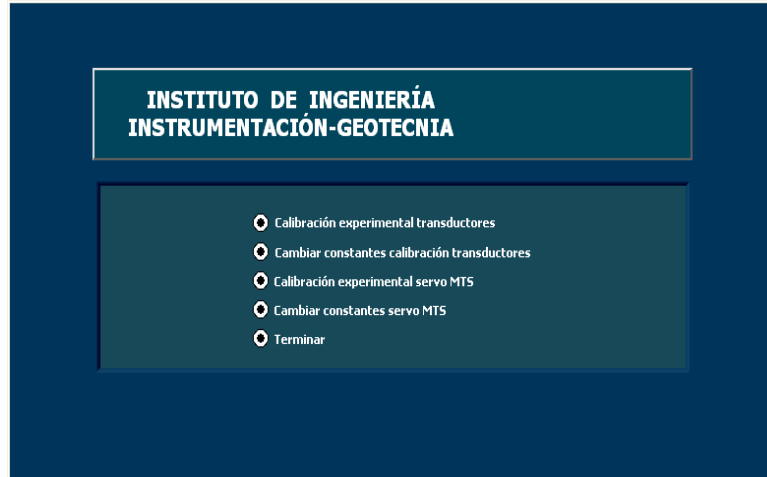 INSTITUTO DE INGENIERÍA
INSTRUMENTACIÓN-GEOTECNIA
Calibración experimental transductores
Cambiar constantes calibración transductores
Calibración experimental servo MTS
Cambiar constantes servo MTS
Terminar